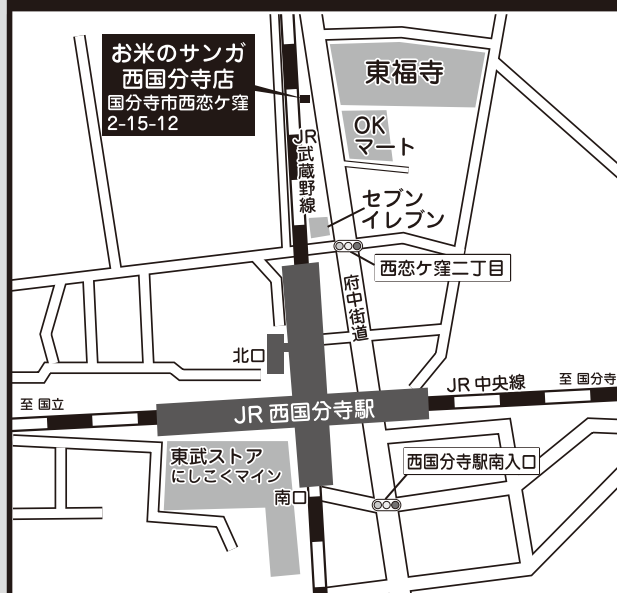 お米のサンガ
西国分寺店
国分寺市西恋ケ窪
2-15-12
東福寺
OK
マート
JR武蔵野線
セブン
イレブン
西恋ケ窪二丁目
府中街道
北口
JR中央線
至 国分寺
至 国立
JR 西国分寺駅
東武ストア
にしこくマイン
西国分寺駅南入口
南口